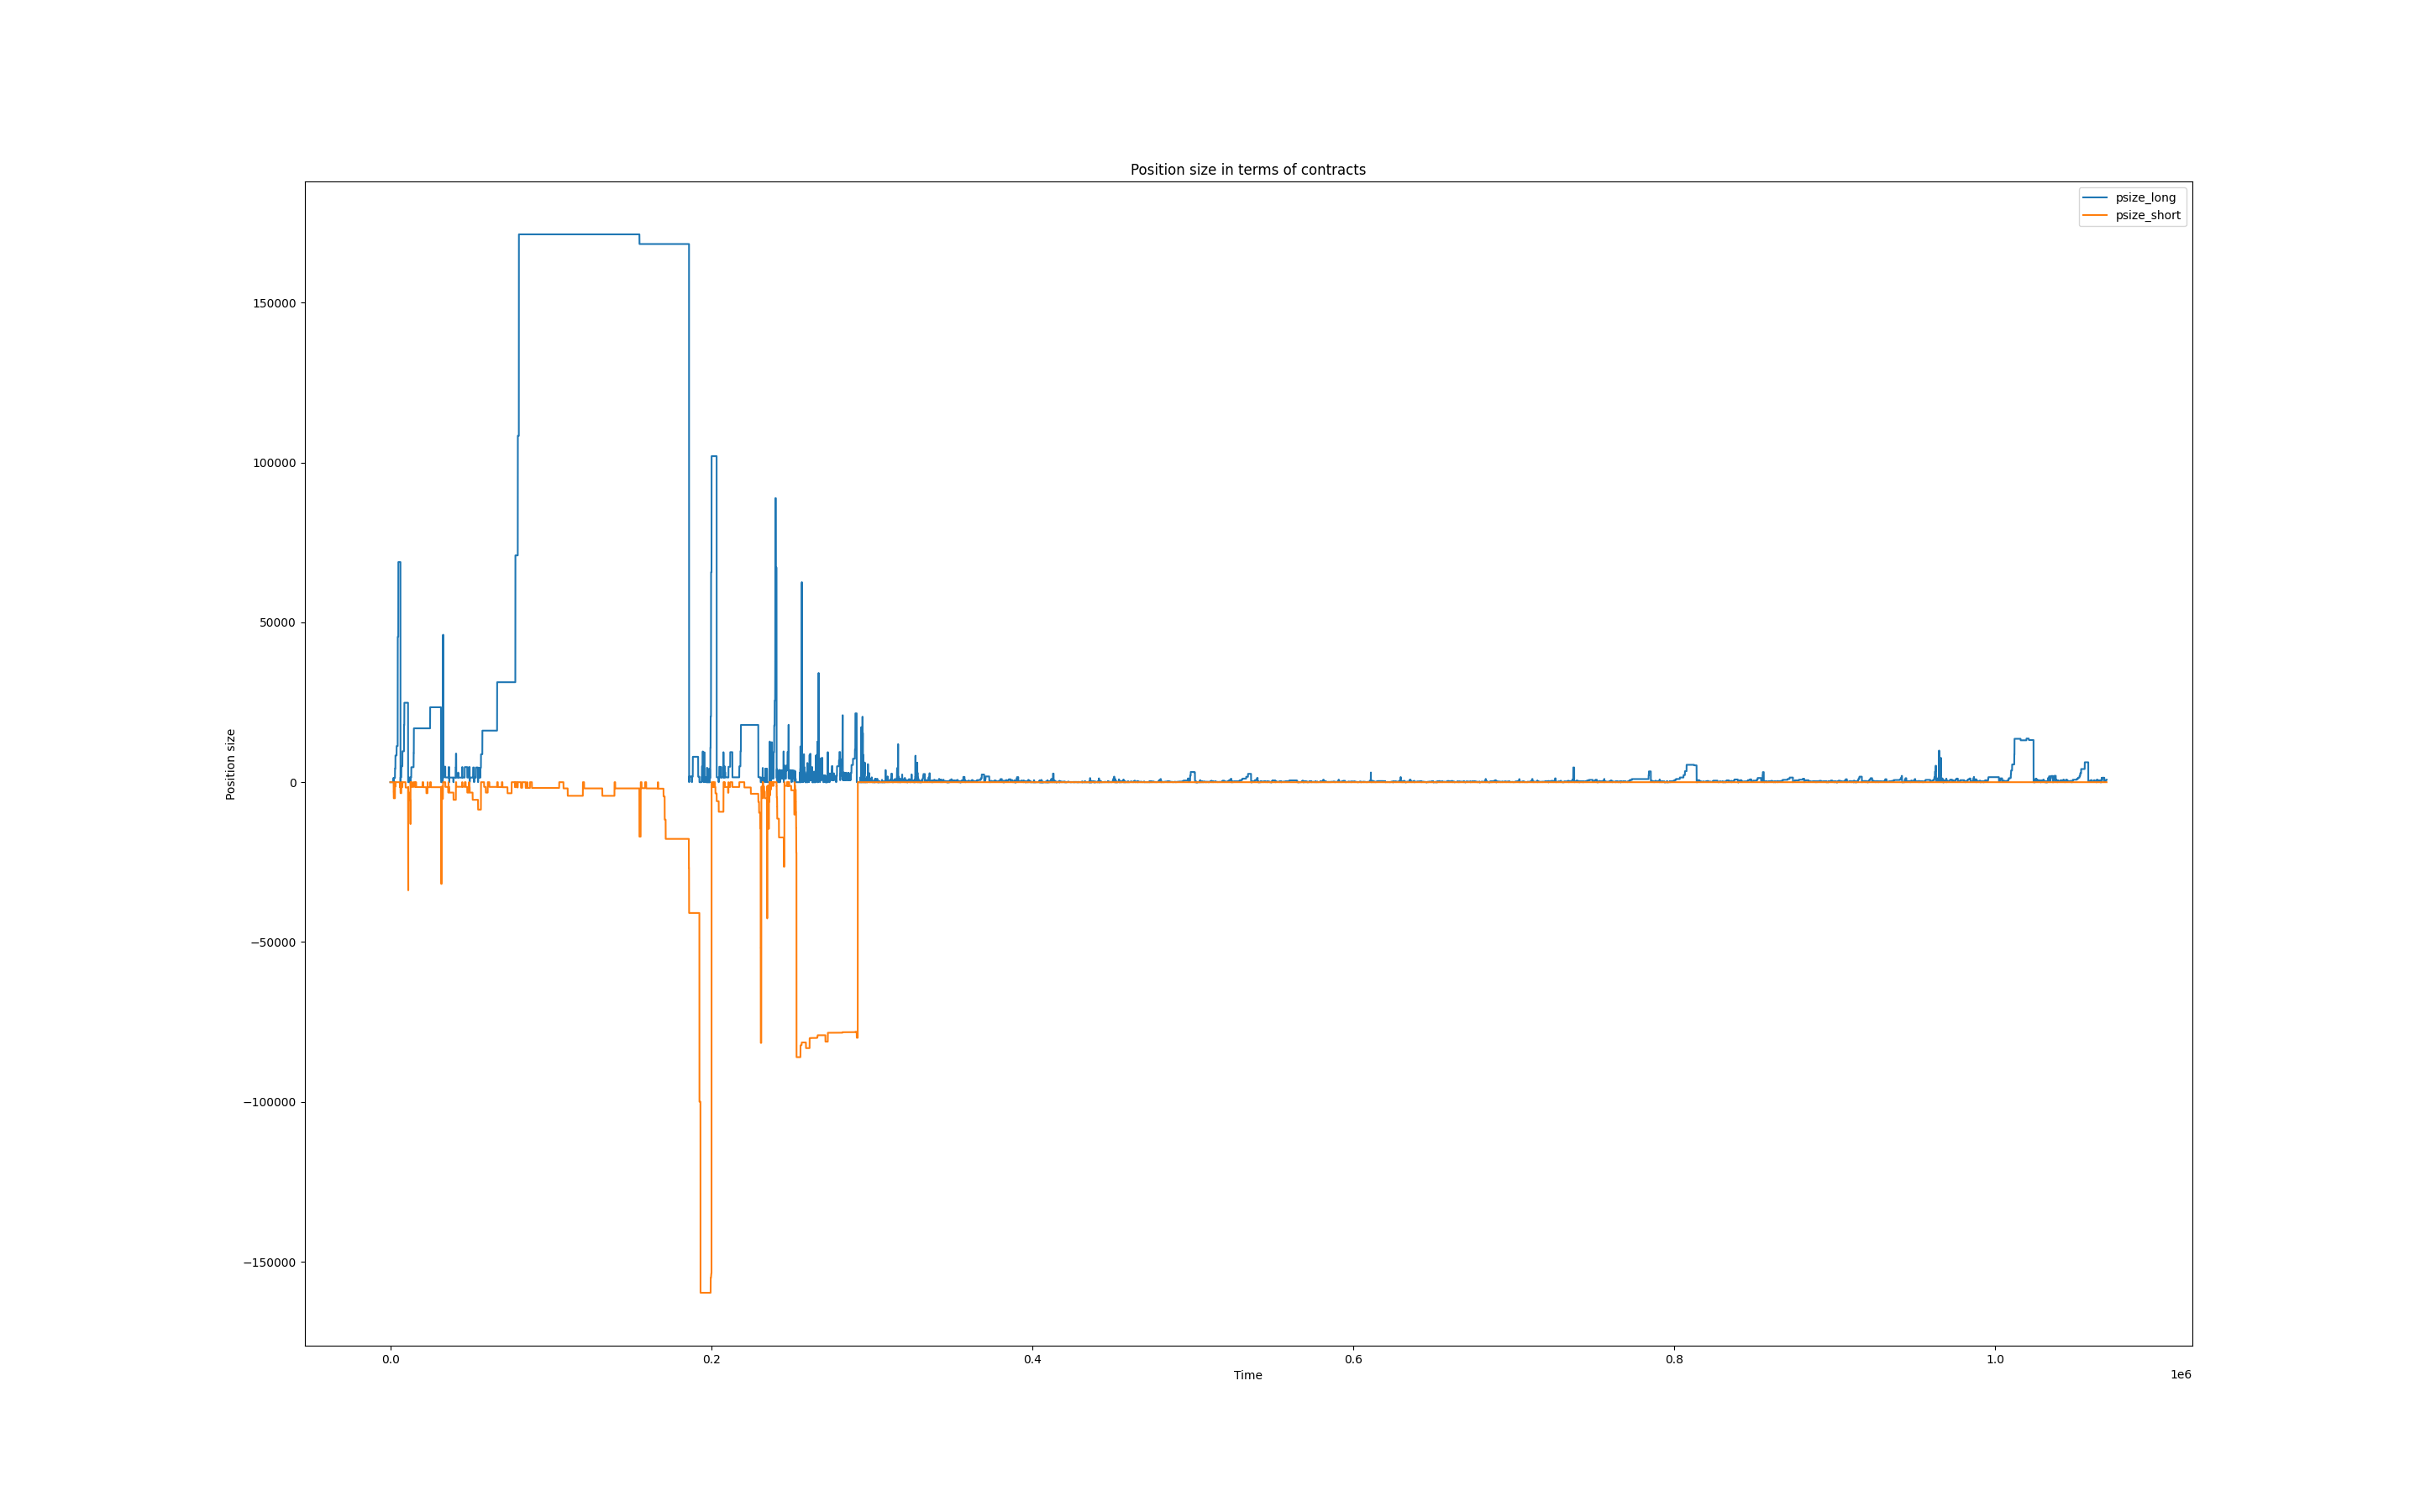 Position size in terms of contracts
psize_long
psize_short
Position size
150000
100000
50000
0
−50000
−100000
−150000
0.0
0.2
0.4
0.6
0.8
1.0
1e6
Time